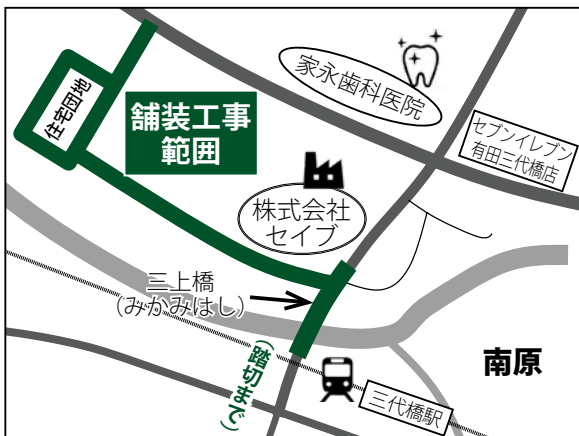 家永歯科医院
セブンイレブン
有田三代橋店
住宅団地
舗装工事
範囲
株式会社
セイブ
三上橋
(みかみはし)
(踏切まで)
南原
三代橋駅